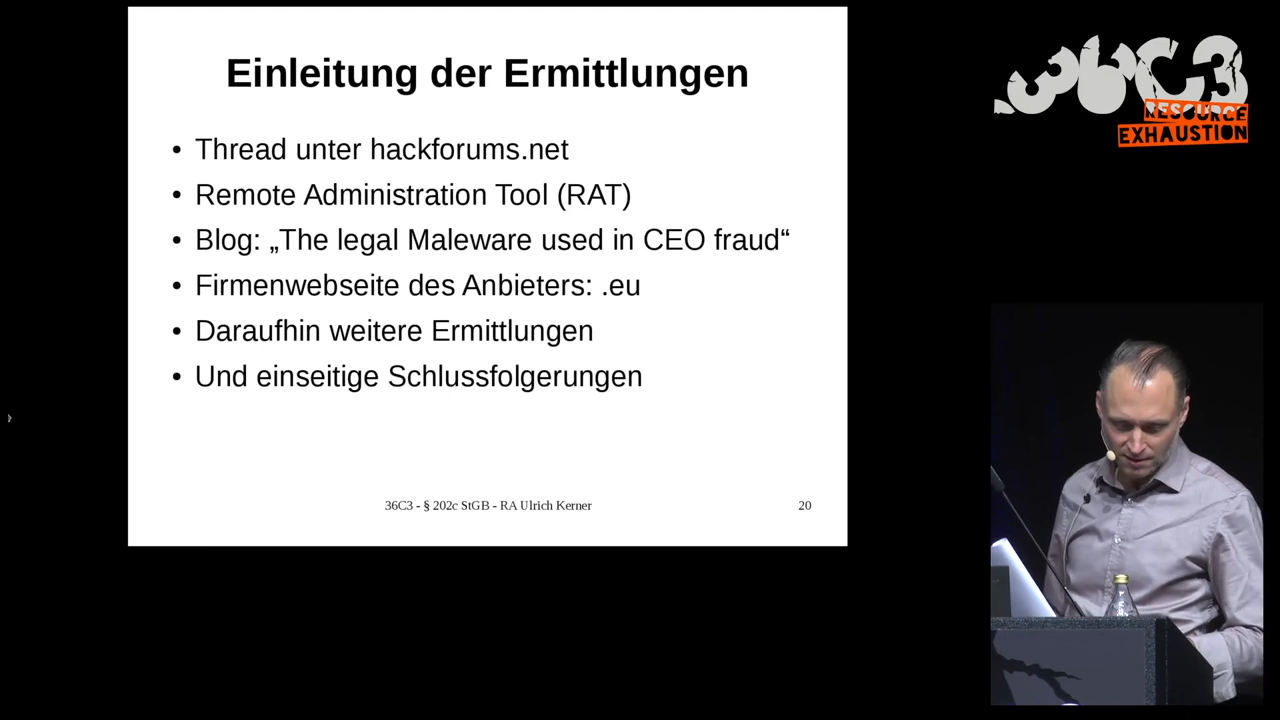 Einleitung der Ermittlungen
• Thread unter hackforums.net
• Remote Administration Tool (RAT)
• Blog: „The legal Maleware used in CEO fraud“
• Firmenwebseite des Anbieters: .eu
• Daraufhin weitere Ermittlungen
• Und einseitige Schlussfolgerungen
36C3 - § 202c StGB - RA Ulrich Kerner
20
36C3
RESOURCE
EXHAUSTION